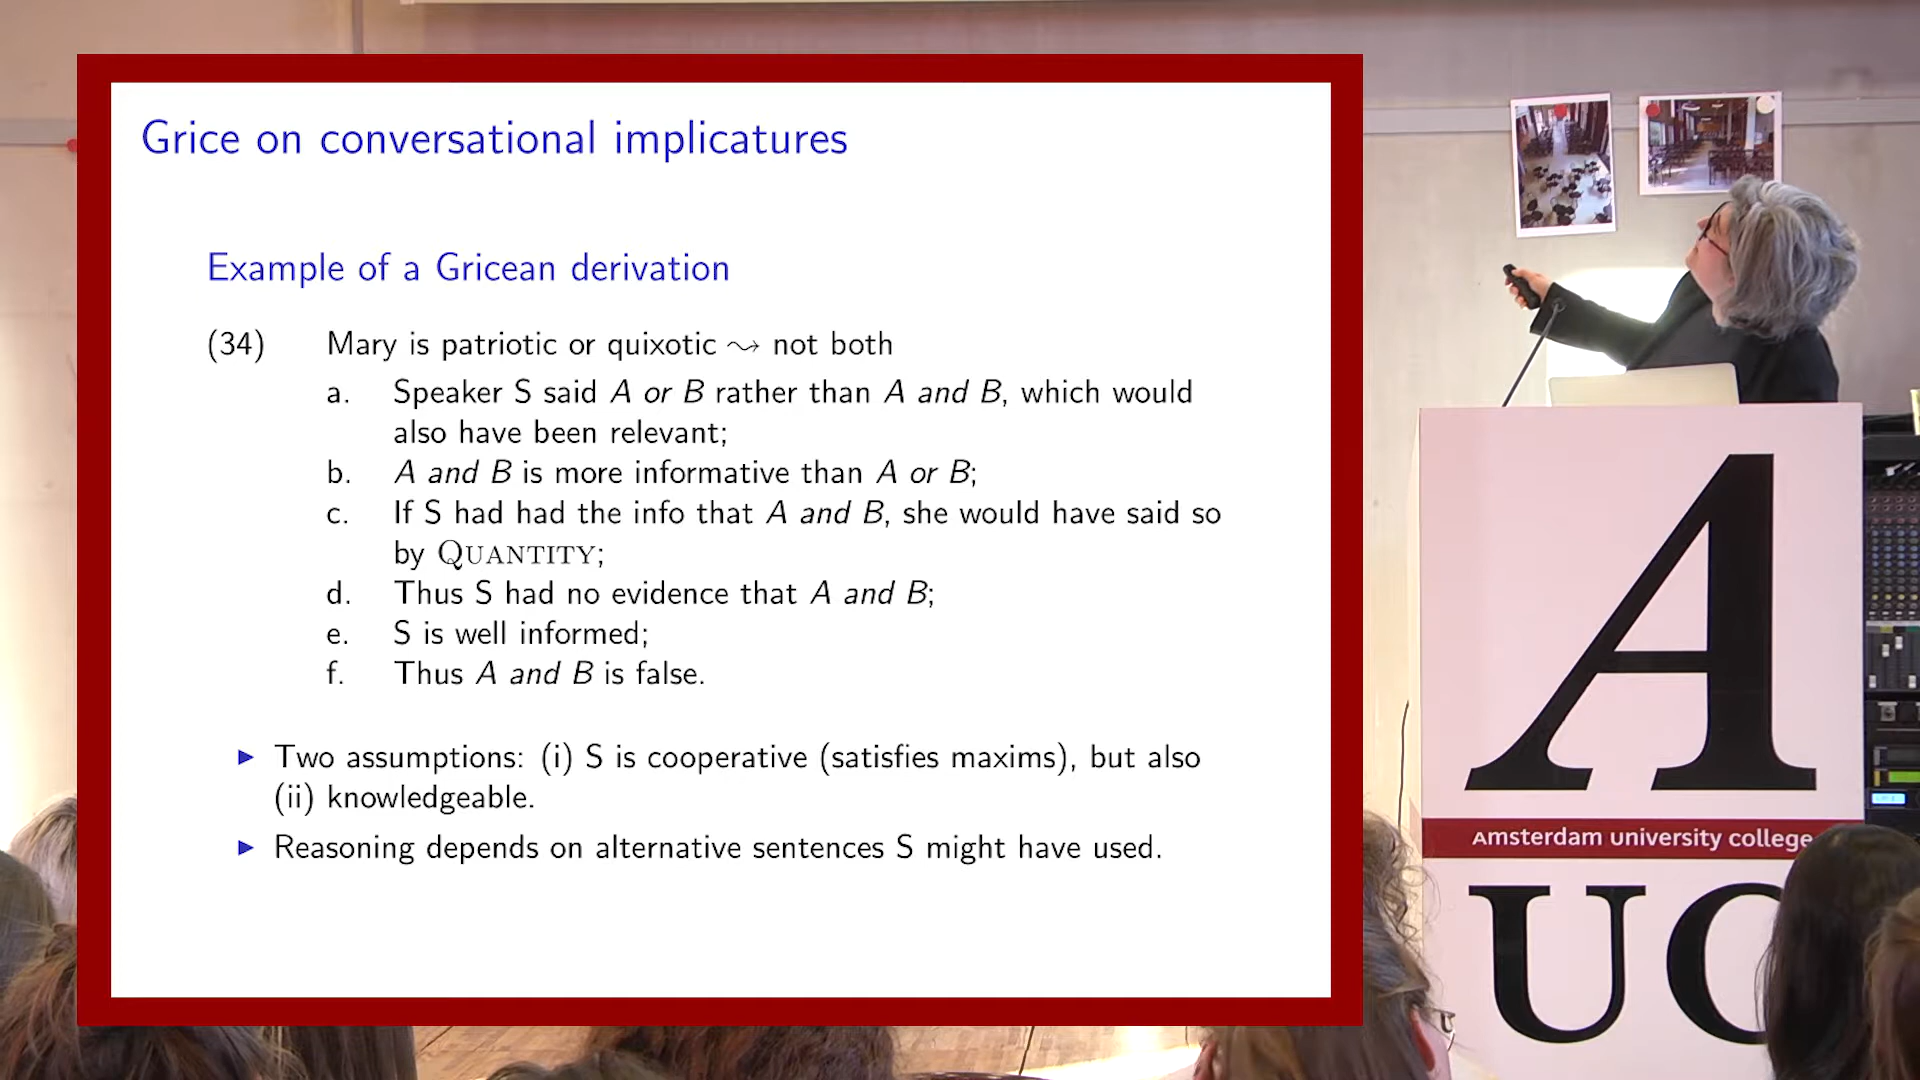 Grice on conversational implicatures
Example of a Gricean derivation
(34) Mary is patriotic or quixotic ⤳ not both
a. Speaker S said A or B rather than A and B, which would
also have been relevant;
b. A and B is more informative than A or B;
c. If S had had the info that A and B, she would have said so
by QUANTITY;
d. Thus S had no evidence that A and B;
e. S is well informed;
f. Thus A and B is false.
▶ Two assumptions: (i) S is cooperative (satisfies maxims), but also
(ii) knowledgeable.
▶ Reasoning depends on alternative sentences S might have used.
A
Amsterdam university college
UC